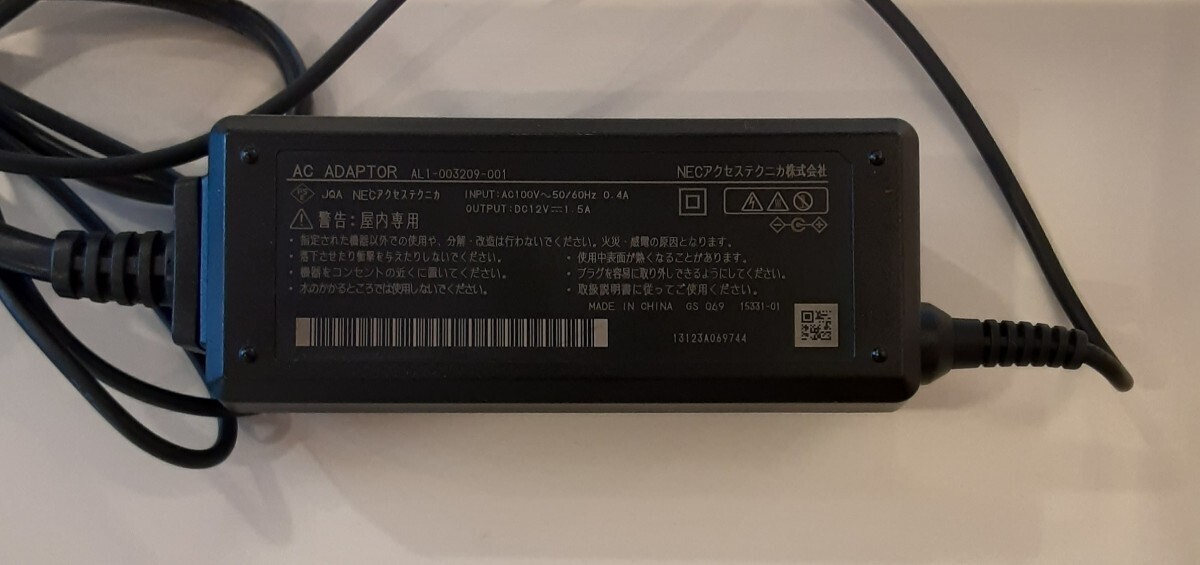 AC ADAPTOR AL1-003209-001 NECアクセステクニカ株式会社
JQA NECアクセステクニカ INPUT:AC100V～50/60Hz 0.4A
OUTPUT:DC12V⎓1.5A
警告:屋内専用
・指定された機器以外での使用や、分解・改造は行わないでください。火災・感電の原因となります。
・落下させたり衝撃を与えたりしないでください。
・使用中表面が熱くなることがあります。
・機器をコンセントの近くに置いてください。
・プラグを容易に取り外しできるようにしてください。
・水のかかるところでは使用しないでください。
・取扱説明書に従ってご使用ください。
MADE IN CHINA GS Q69 15331-01
13123A069744